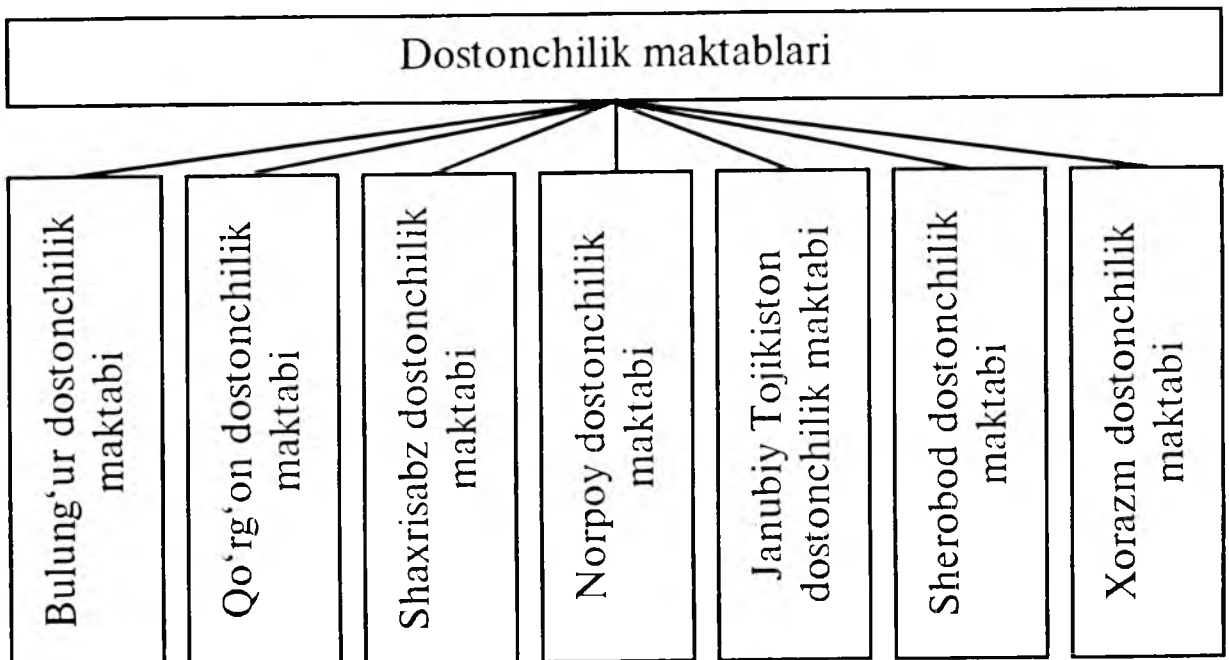 Dostonchilik maktablari
Bulung‘ur dostonchilik
maktabi
Qo‘rg‘on dostonchilik
maktabi
Shaxrisabz dostonchilik
maktabi
Norpoy dostonchilik
maktabi
Janubiy Tojikiston
dostonchilik maktabi
Sherobod dostonchilik
maktabi
Xorazm dostonchilik
maktabi